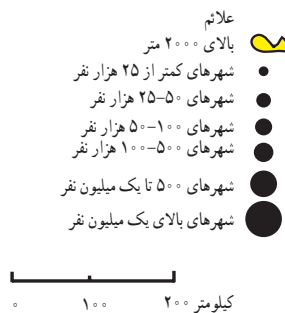 علائم
بالای ۲۰۰۰ متر
شهرهای کمتر از ۲۵ هزار نفر
شهرهای ۵۰–۲۵ هزار نفر
شهرهای ۱۰۰–۵۰ هزار نفر
شهرهای ۵۰۰–۱۰۰ هزار نفر
شهرهای ۵۰۰ تا یک میلیون نفر
شهرهای بالای یک میلیون نفر
کیلومتر ۲۰۰ ۱۰۰ ۰